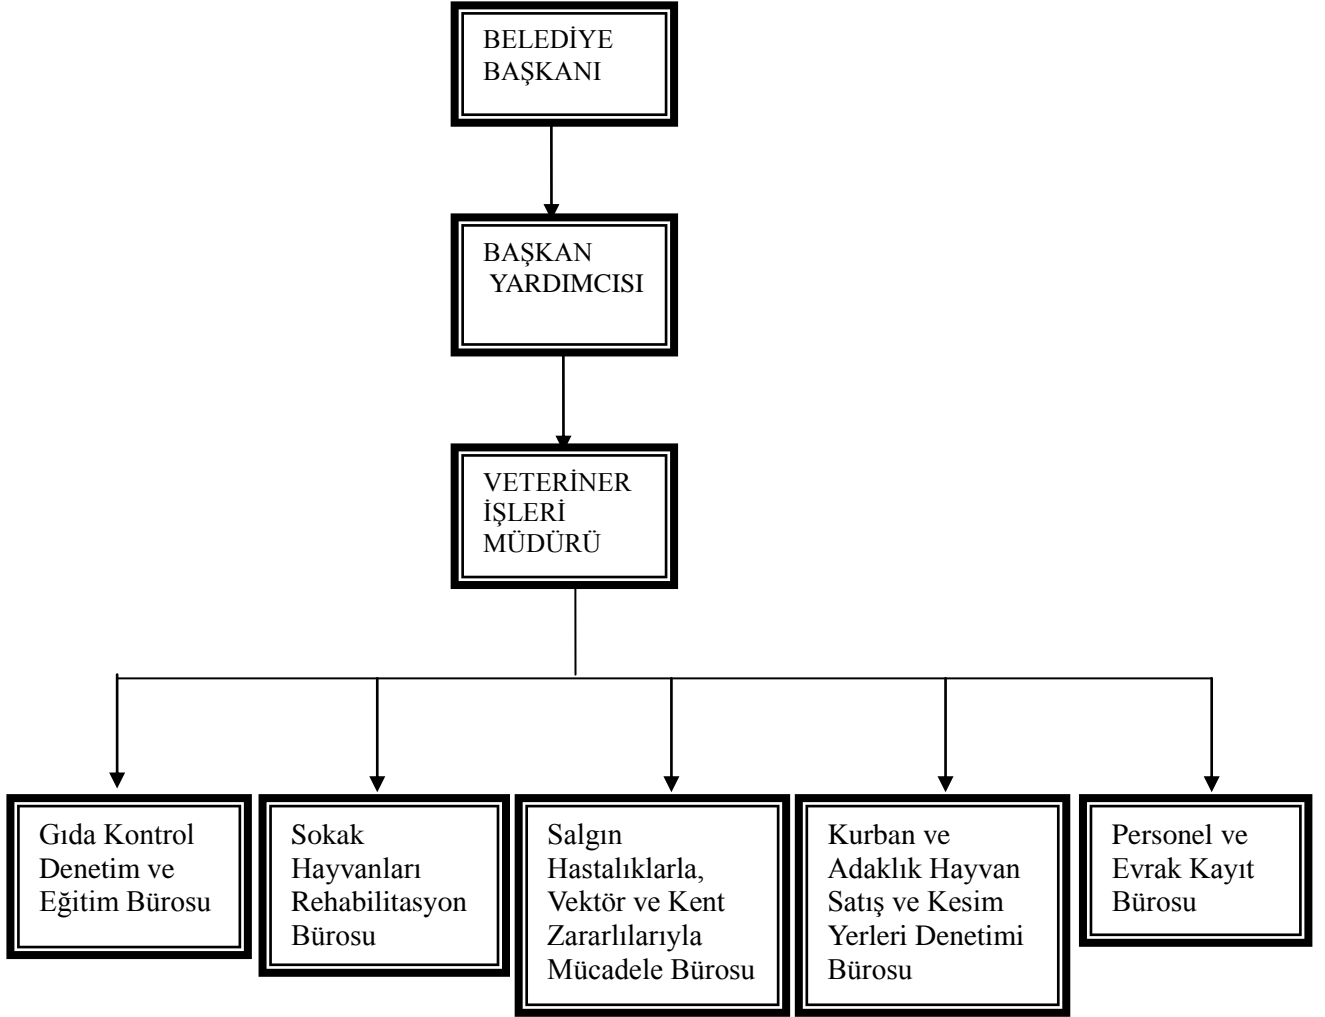 BELEDİYE
BAŞKANI
BAŞKAN
YARDIMCISI
VETERİNER
İŞLERİ
MÜDÜRÜ
Gıda Kontrol
Denetim ve
Eğitim Bürosu
Sokak
Hayvanları
Rehabilitasyon
Bürosu
Salgın
Hastalıklarla,
Vektör ve Kent
Zararlılarıyla
Mücadele Bürosu
Kurban ve
Adaklık Hayvan
Satış ve Kesim
Yerleri Denetimi
Bürosu
Personel ve
Evrak Kayıt
Bürosu